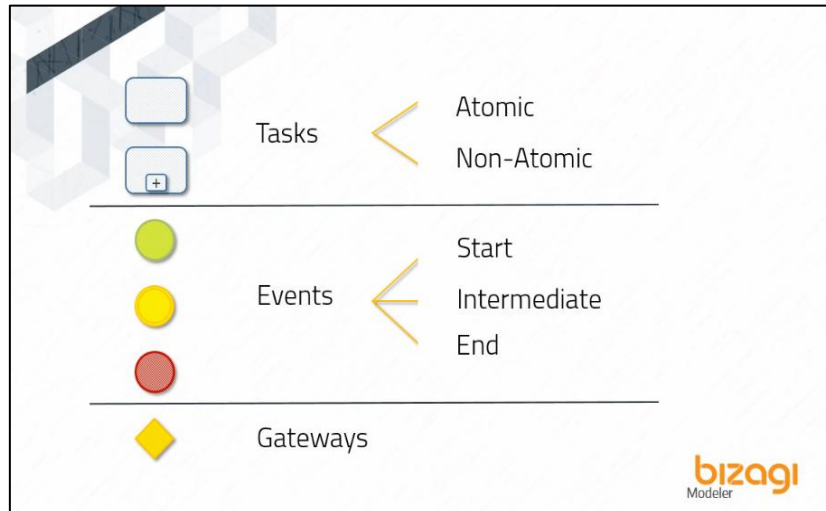 Tasks
Atomic
Non-Atomic
+
Events
Start
Intermediate
End
Gateways
bizagi
Modeler